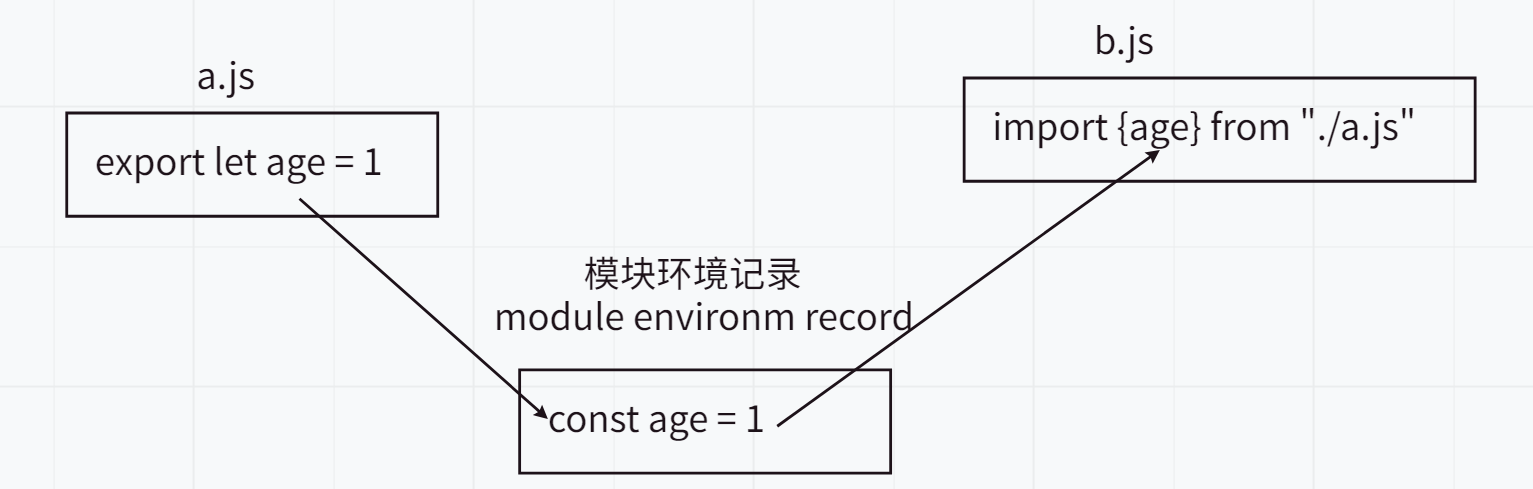 a.js
export let age = 1
b.js
import {age} from "./a.js"
模块环境记录
module environm record
const age = 1